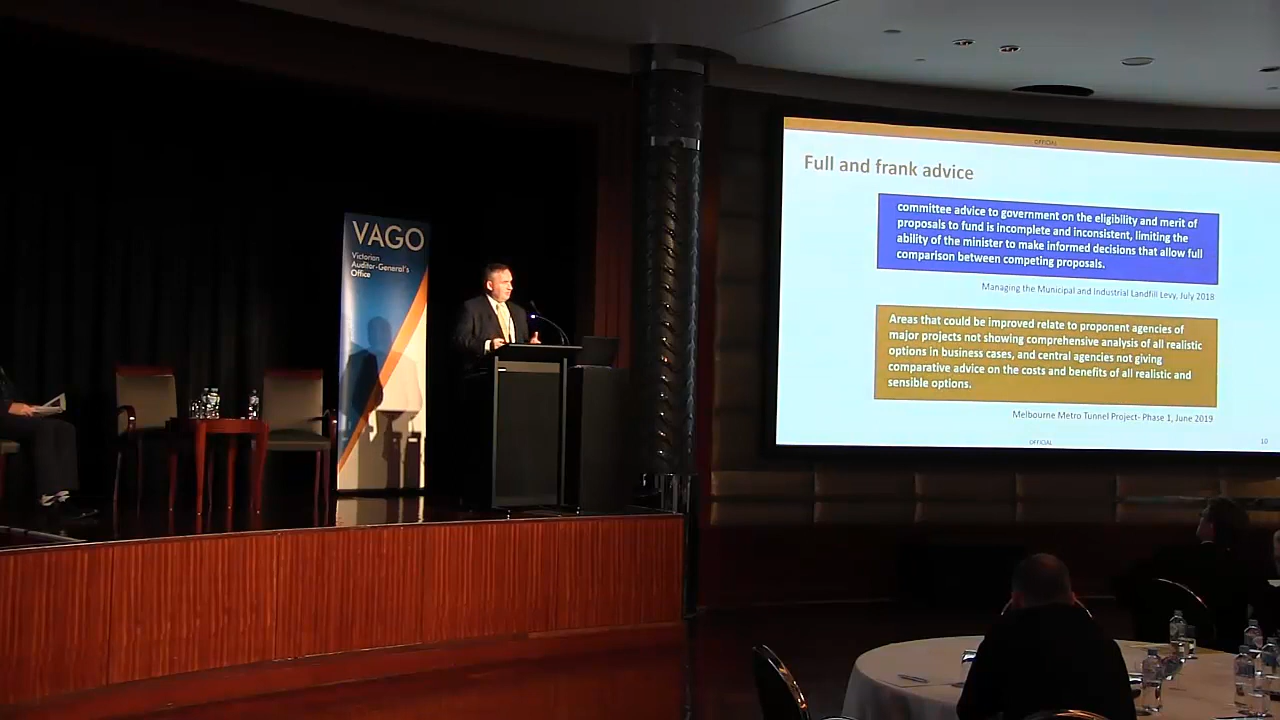 VAGO
Victorian
Auditor-General's
Office
OFFICIAL
Full and frank advice
committee advice to government on the eligibility and merit of
proposals to fund is incomplete and inconsistent, limiting the
ability of the minister to make informed decisions that allow full
comparison between competing proposals.
Managing the Municipal and Industrial Landfill Levy, July 2018
Areas that could be improved relate to proponent agencies of
major projects not showing comprehensive analysis of all realistic
options in business cases, and central agencies not giving
comparative advice on the costs and benefits of all realistic and
sensible options.
Melbourne Metro Tunnel Project- Phase 1, June 2019
OFFICIAL
10